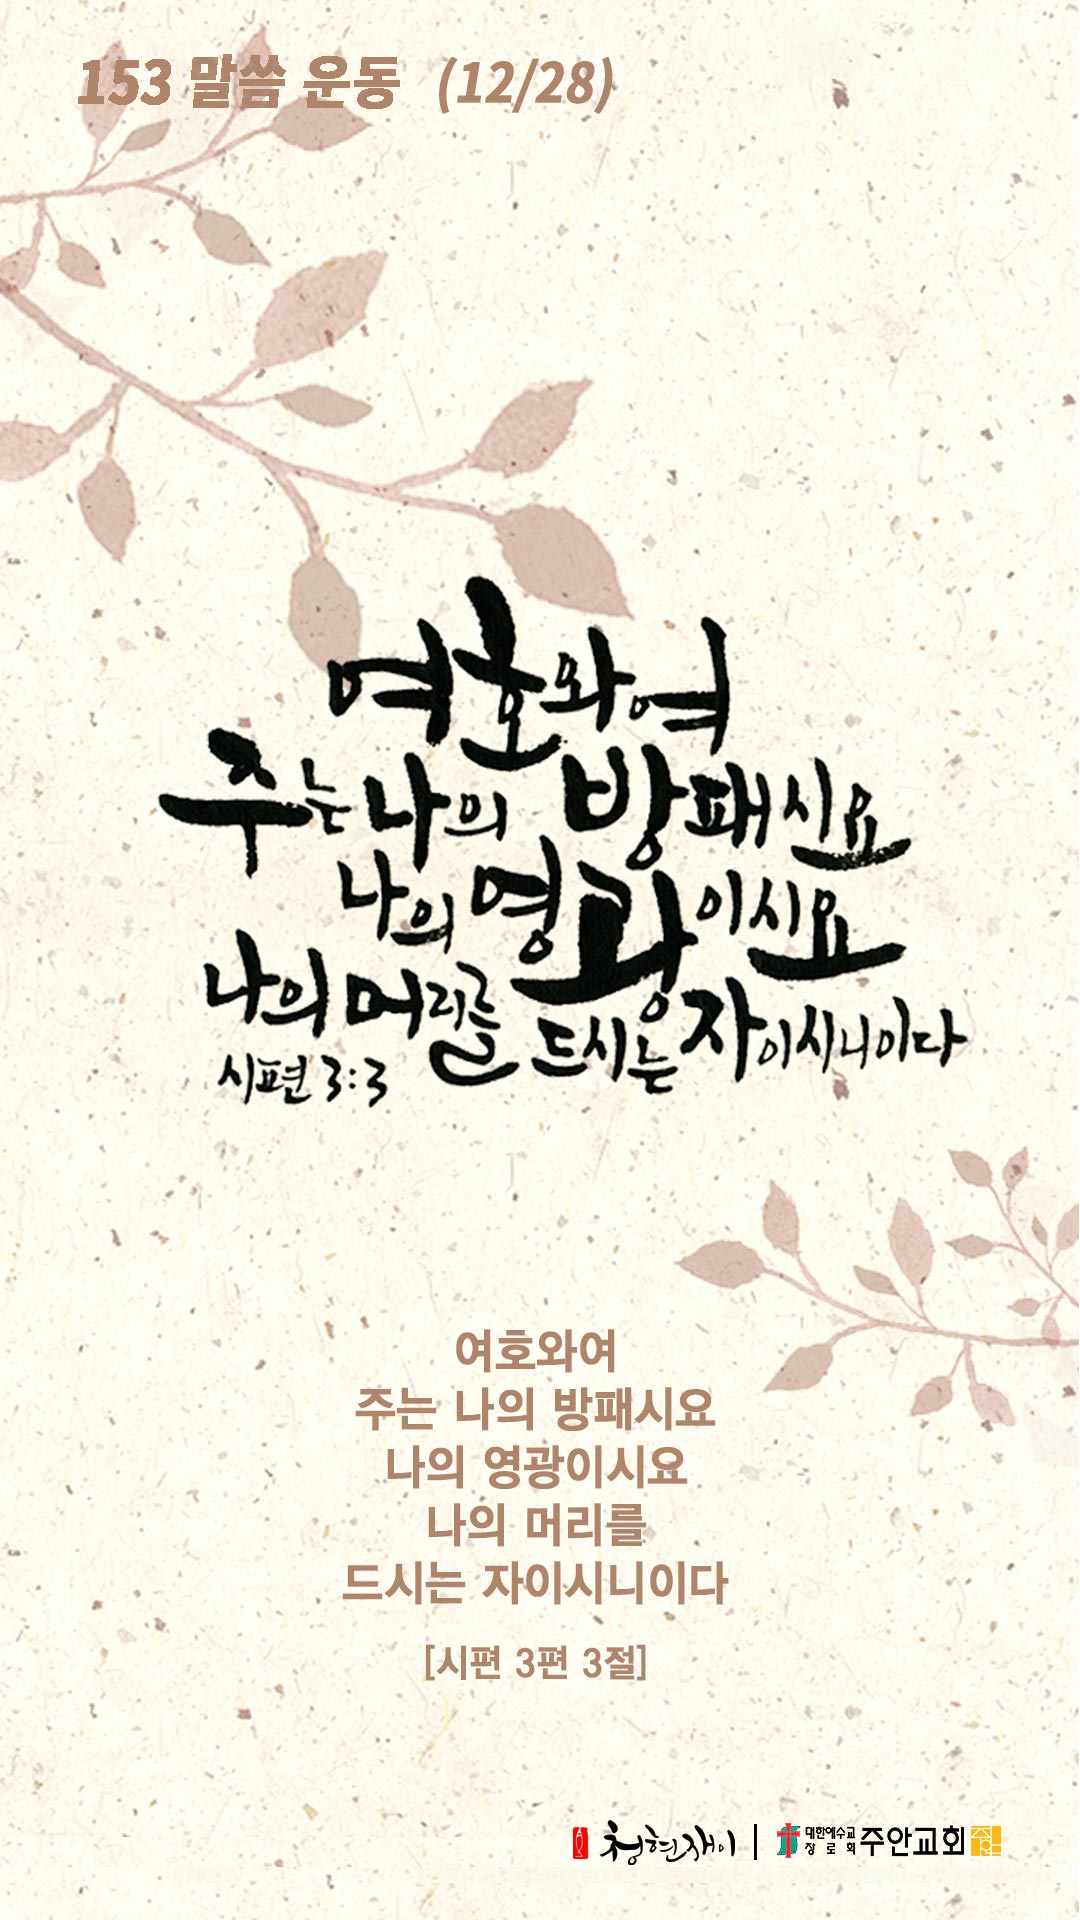 153 말씀 운동 (12/28)
여호와여
주는 나의 방패시요
나의 영광이시요
나의 머리를 드시는 자이시니이다
시편 3:3
여호와여
주는 나의 방패시요
나의 영광이시요
나의 머리를
드시는 자이시니이다
[시편 3편 3절]
청현재이 | 대한예수교장로회 주안교회 주안